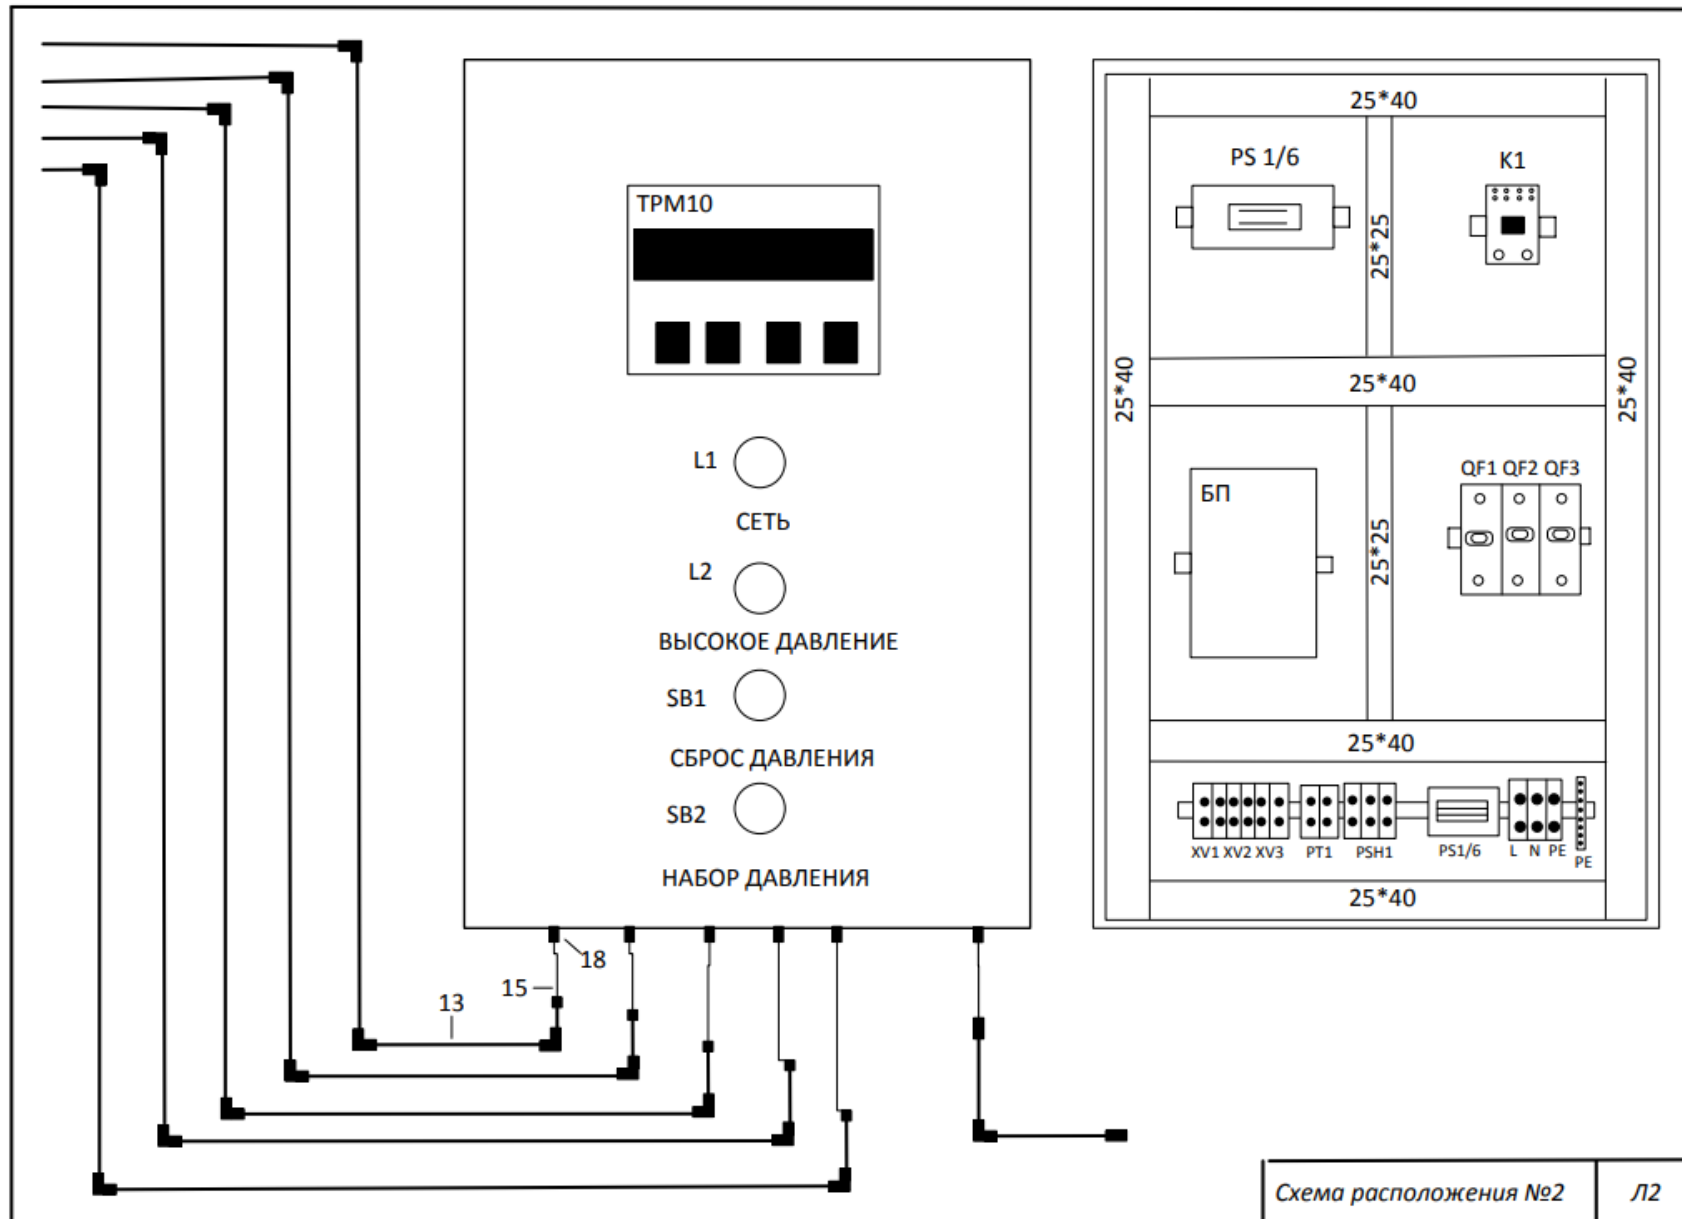 ТРМ10
L1
СЕТЬ
L2
ВЫСОКОЕ ДАВЛЕНИЕ
SB1
СБРОС ДАВЛЕНИЯ
SB2
НАБОР ДАВЛЕНИЯ
18
15
13
25*40
PS 1/6
K1
25*25
25*40
25*40
25*40
БП
QF1 QF2 QF3
25*25
25*40
XV1 XV2 XV3 PT1 PSH1 PS1/6 L N PE
PE
25*40
Схема расположения №2 Л2